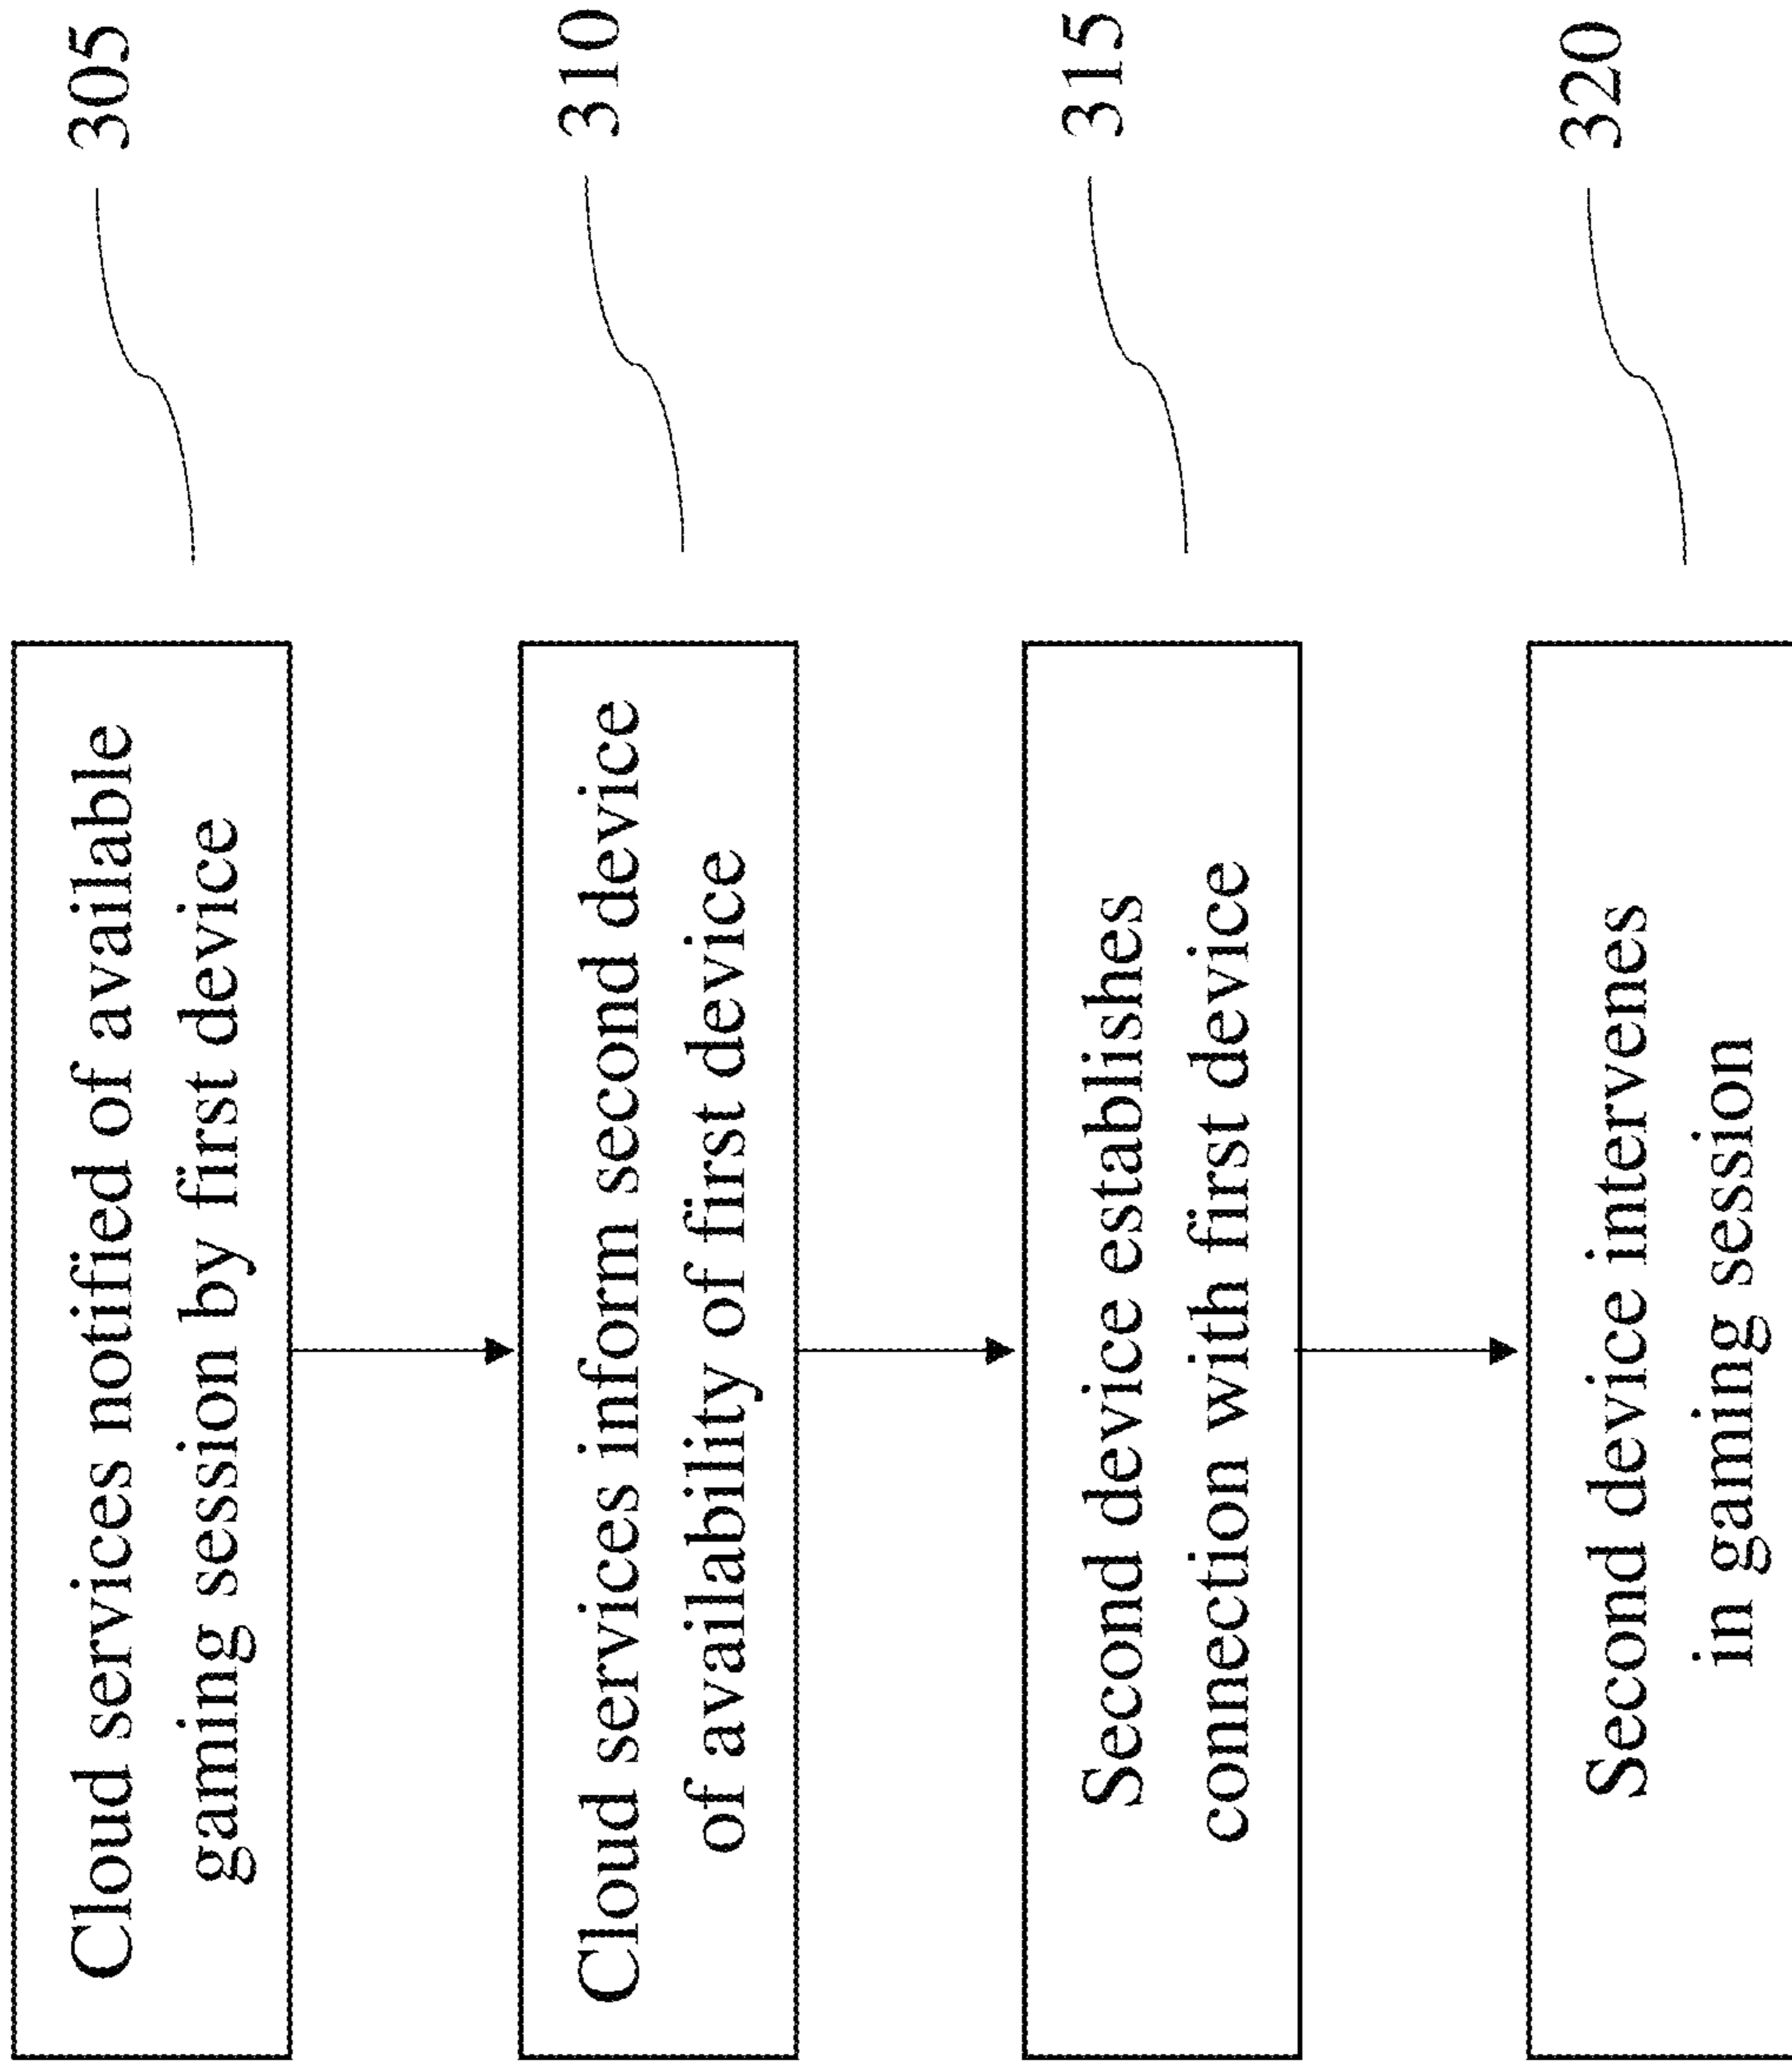 Cloud services notified of available
gaming session by first device
305
Cloud services inform second device
of availability of first device
310
Second device establishes
connection with first device
315
Second device intervenes
in gaming session
320